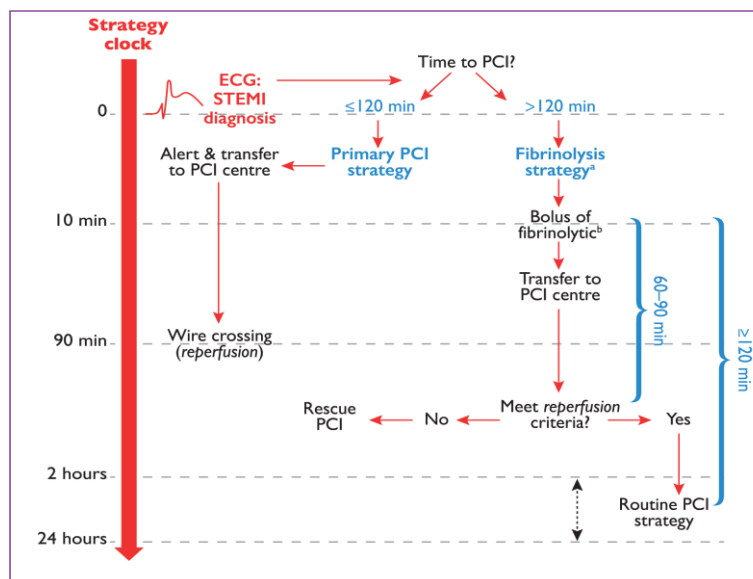 Strategy
clock
Time to PCI?
ECG:
STEMI
diagnosis
0
≤120 min
>120 min
Alert & transfer
to PCI centre
Primary PCI
strategy
Fibrinolysis
strategyᵃ
10 min
Bolus of
fibrinolyticᵇ
Transfer to
PCI centre
60–90 min
≥120 min
90 min
Wire crossing
(reperfusion)
Rescue
PCI
No
Meet reperfusion
criteria?
Yes
2 hours
Routine PCI
strategy
24 hours